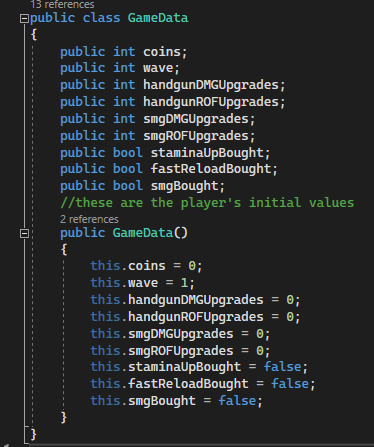 13 references
public class GameData
{
public int coins;
public int wave;
public int handgunDMGUpgrades;
public int handgunROFUpgrades;
public int smgDMGUpgrades;
public int smgROFUpgrades;
public bool staminaUpBought;
public bool fastReloadBought;
public bool smgBought;
//these are the player's initial values
2 references
public GameData()
{
this.coins = 0;
this.wave = 1;
this.handgunDMGUpgrades = 0;
this.handgunROFUpgrades = 0;
this.smgDMGUpgrades = 0;
this.smgROFUpgrades = 0;
this.staminaUpBought = false;
this.fastReloadBought = false;
this.smgBought = false;
}
}